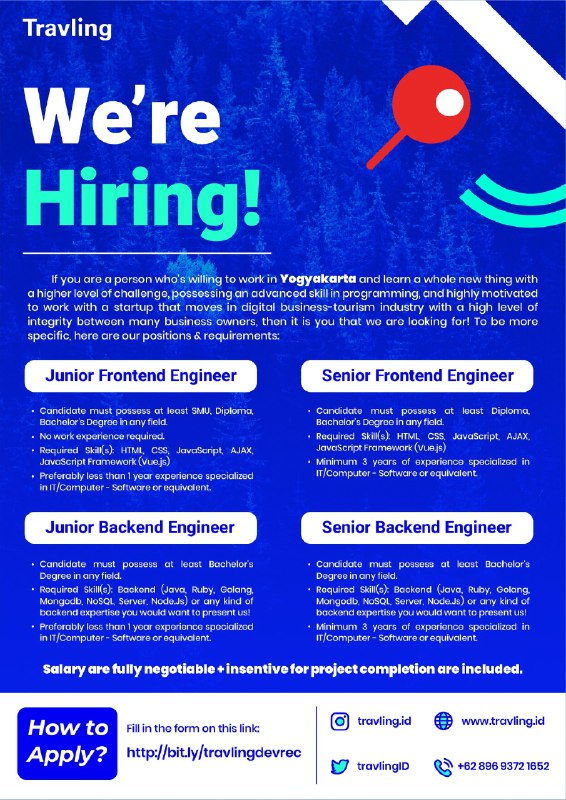 Travling
We're
Hiring!
If you are a person who's willing to work in Yogyakarta and learn a whole new thing with
a higher level of challenge, possessing an advanced skill in programming, and highly motivated
to work with a startup that moves in digital business-tourism industry with a high level of
integrity between many business owners, then it is you that we are looking for! To be more
specific, here are our positions & requirements:
Junior Frontend Engineer
• Candidate must possess at least SMU, Diploma,
Bachelor's Degree in any field.
• No work experience required.
• Required Skill(s): HTML, CSS, JavaScript, AJAX,
JavaScript Framework (Vue.js)
• Preferably less than 1 year experience specialized
in IT/Computer - Software or equivalent.
Senior Frontend Engineer
• Candidate must possess at least Diploma,
Bachelor's Degree in any field.
• Required Skill(s): HTML, CSS, JavaScript, AJAX,
JavaScript Framework (Vue.js)
• Minimum 3 years of experience specialized in
IT/Computer - Software or equivalent.
Junior Backend Engineer
• Candidate must possess at least Bachelor's
Degree in any field.
• Required Skill(s): Backend (Java, Ruby, Golang,
Mongodb, NoSQL, Server, Node.Js) or any kind of
backend expertise you would want to present us!
• Preferably less than 1 year experience specialized
in IT/Computer - Software or equivalent.
Senior Backend Engineer
• Candidate must possess at least Bachelor's
Degree in any field.
• Required Skill(s): Backend (Java, Ruby, Golang,
Mongodb, NoSQL, Server, Node.Js) or any kind of
backend expertise you would want to present us!
• Minimum 3 years of experience specialized in
IT/Computer - Software or equivalent.
Salary are fully negotiable + insentive for project completion are included.
How to
Apply?
Fill in the form on this link:
http://bit.ly/travlingdevrec
travling.id
www.travling.id
travlingID
+62 896 9372 1652